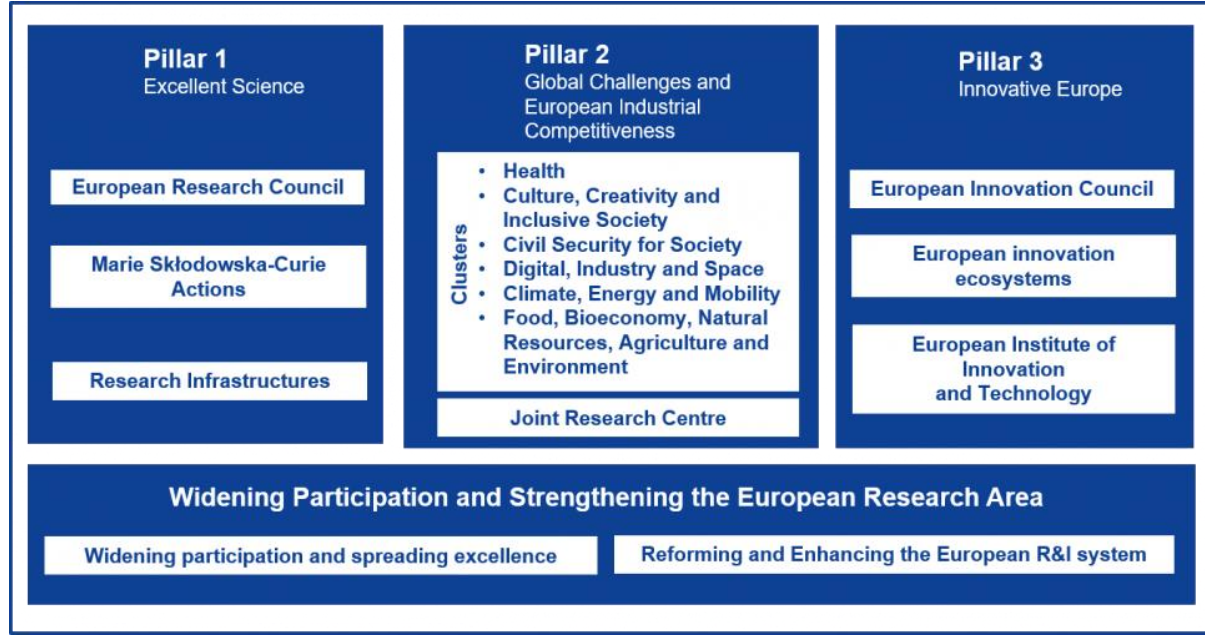 Pillar 1
Excellent Science
European Research Council
Marie Skłodowska-Curie
Actions
Research Infrastructures
Pillar 2
Global Challenges and
European Industrial
Competitiveness
Clusters
• Health
• Culture, Creativity and
Inclusive Society
• Civil Security for Society
• Digital, Industry and Space
• Climate, Energy and Mobility
• Food, Bioeconomy, Natural
Resources, Agriculture and
Environment
Joint Research Centre
Pillar 3
Innovative Europe
European Innovation Council
European innovation
ecosystems
European Institute of
Innovation
and Technology
Widening Participation and Strengthening the European Research Area
Widening participation and spreading excellence
Reforming and Enhancing the European R&I system